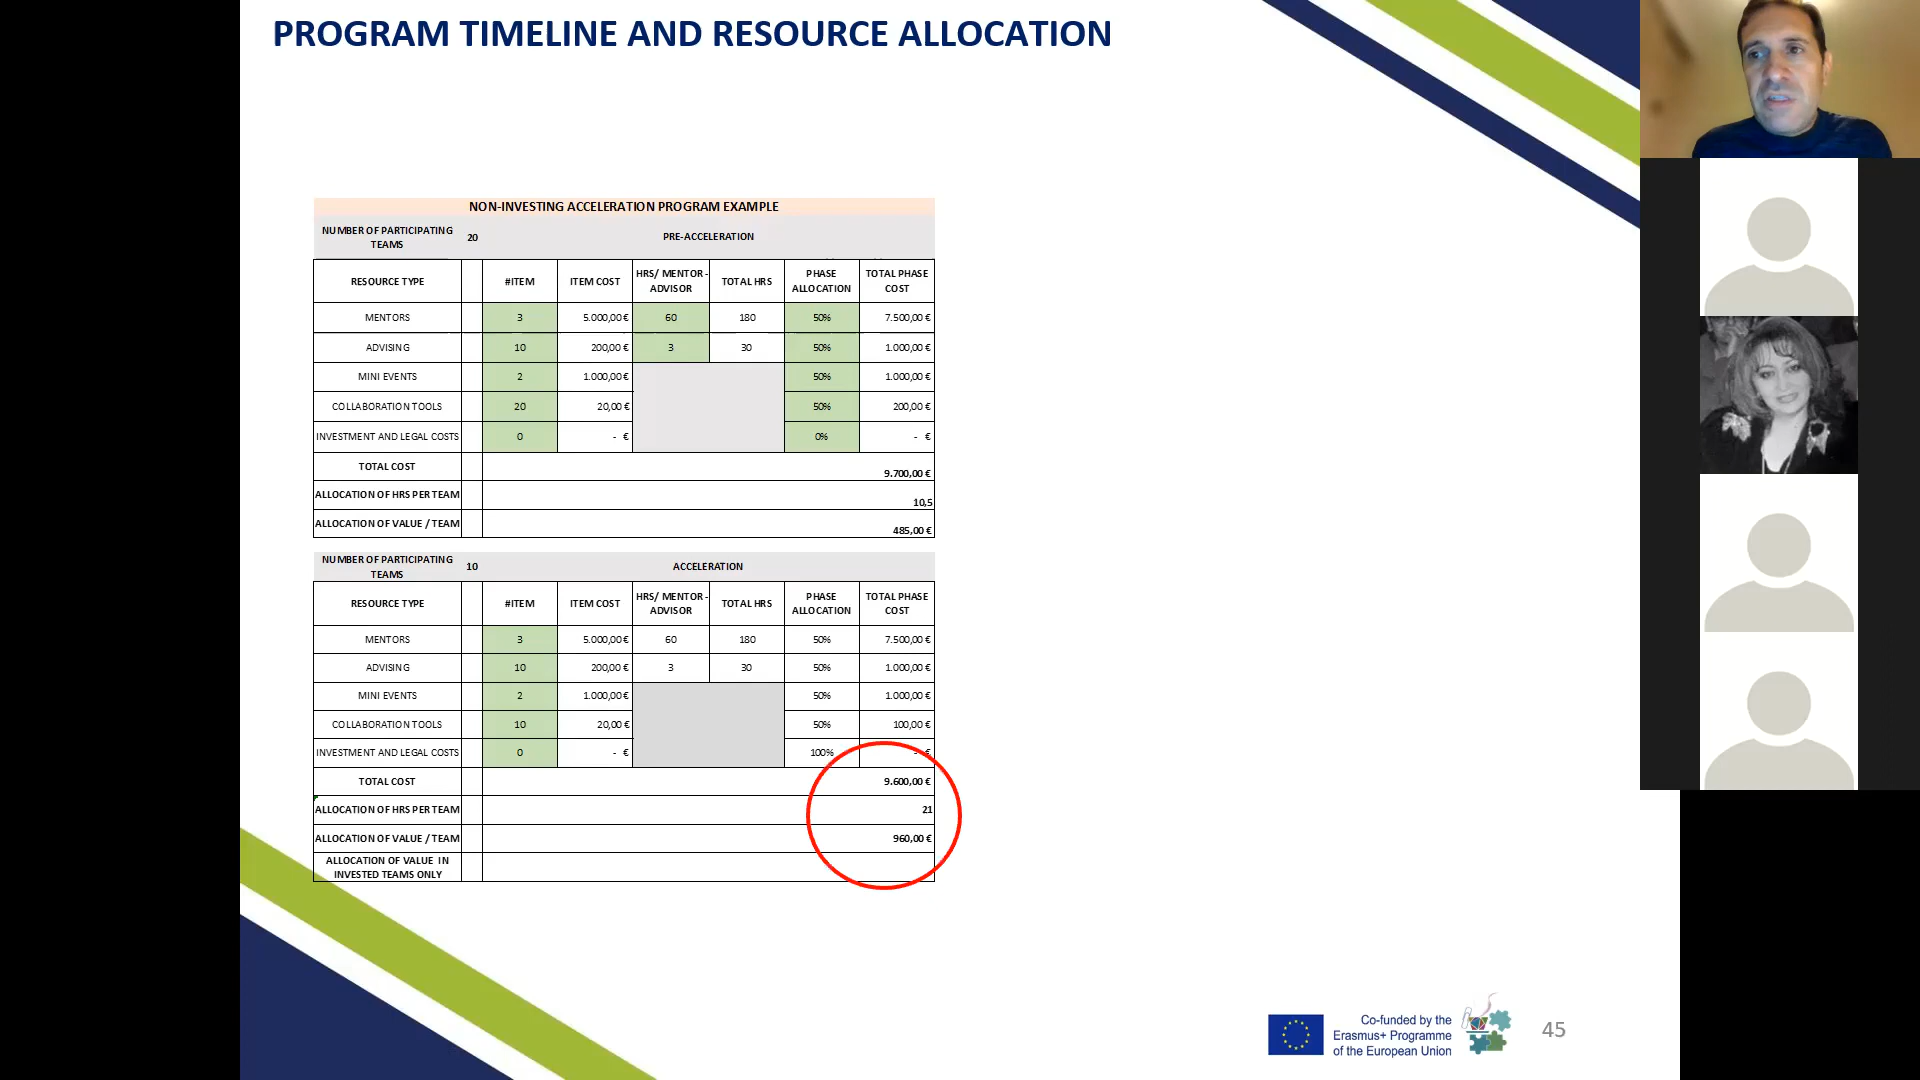 PROGRAM TIMELINE AND RESOURCE ALLOCATION
NON-INVESTING ACCELERATION PROGRAM EXAMPLE
NUMBER OF PARTICIPATING TEAMS 20 PRE-ACCELERATION
RESOURCE TYPE #ITEM ITEM COST HRS/ MENTOR - ADVISOR TOTAL HRS PHASE ALLOCATION TOTAL PHASE COST
MENTORS 3 5.000,00 € 60 180 50% 7.500,00 €
ADVISING 10 200,00 € 3 30 50% 1.000,00 €
MINI EVENTS 2 1.000,00 € 50% 1.000,00 €
COLLABORATION TOOLS 20 20,00 € 50% 200,00 €
INVESTMENT AND LEGAL COSTS 0 - € 0% - €
TOTAL COST 9.700,00 €
ALLOCATION OF HRS PER TEAM 10,5
ALLOCATION OF VALUE / TEAM 485,00 €
NUMBER OF PARTICIPATING TEAMS 10 ACCELERATION
RESOURCE TYPE #ITEM ITEM COST HRS/ MENTOR - ADVISOR TOTAL HRS PHASE ALLOCATION TOTAL PHASE COST
MENTORS 3 5.000,00 € 60 180 50% 7.500,00 €
ADVISING 10 200,00 € 3 30 50% 1.000,00 €
MINI EVENTS 2 1.000,00 € 50% 1.000,00 €
COLLABORATION TOOLS 10 20,00 € 50% 100,00 €
INVESTMENT AND LEGAL COSTS 0 - € 100% - €
TOTAL COST 9.600,00 €
ALLOCATION OF HRS PER TEAM 21
ALLOCATION OF VALUE / TEAM 960,00 €
ALLOCATION OF VALUE IN INVESTED TEAMS ONLY
Co-funded by the
Erasmus+ Programme
of the European Union
45